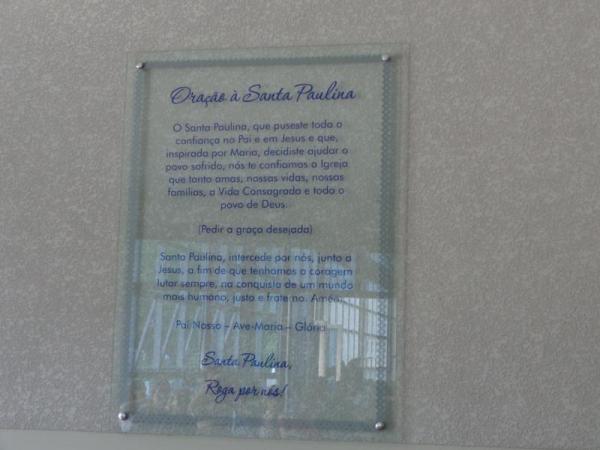 Oração à Santa Paulina
O Santa Paulina, que puseste toda a
confiança no Pai e em Jesus e que,
inspirada por Maria, decidiste ajudar o
povo sofrido, nós te confiamos a Igreja
que tanto amas, nossas vidas, nossas
famílias, a Vida Consagrada e todo o
povo de Deus.
(Pedir a graça desejada)
Santa Paulina, intercede por nós, junto a
Jesus, a fim de que tenhamos a coragem
lutar sempre, na conquista de um mundo
mais humano, justo e fraterno. Amém.
Pai Nosso – Ave-Maria – Glória
Santa Paulina,
Roga por nós!